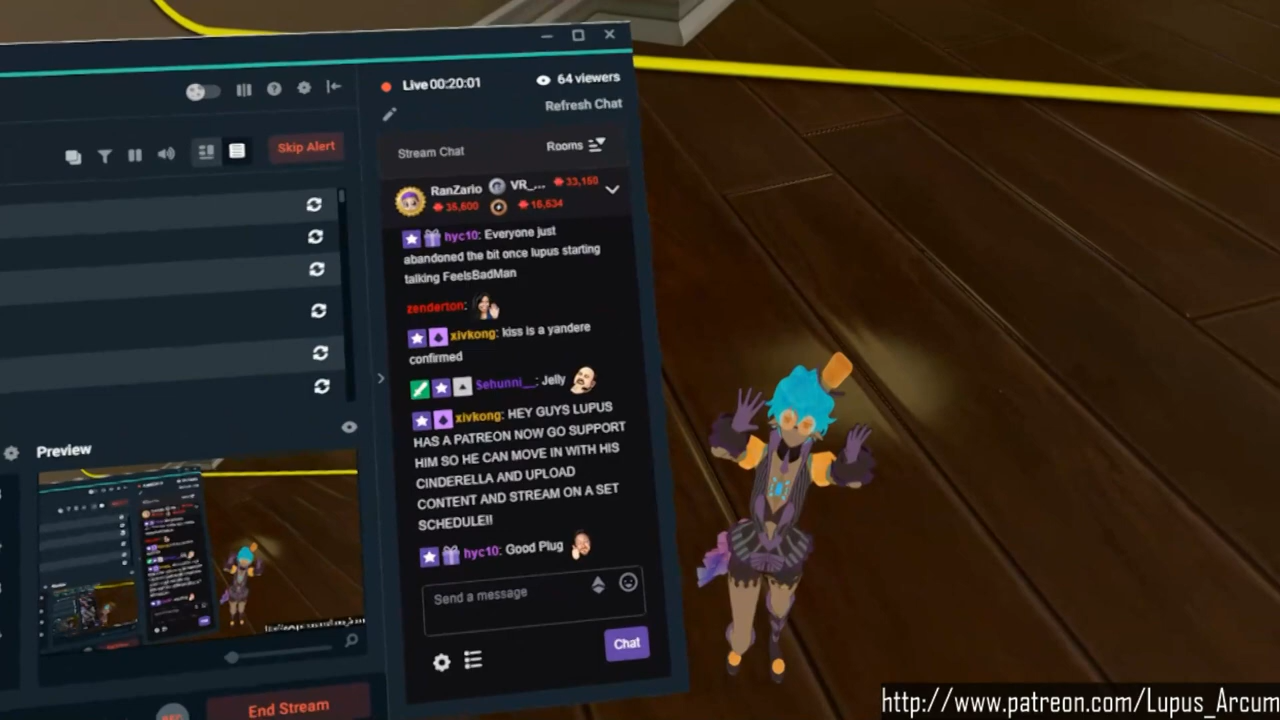 Live 00:20:01
64 viewers
Refresh Chat
Skip Alert
Stream Chat
Rooms
RanZario VR_... 33,150
35,600 16,534
hyc10: Everyone just
abandoned the bit once lupus starting
talking FeelsBadMan
zenderton:
xivkong: kiss is a yandere
confirmed
Sehunni__: Jelly
xivkong: HEY GUYS LUPUS
HAS A PATREON NOW GO SUPPORT
HIM SO HE CAN MOVE IN WITH HIS
CINDERELLA AND UPLOAD
CONTENT AND STREAM ON A SET
SCHEDULE!!
hyc10: Good Plug
Send a message
Chat
Preview
End Stream
http://www.patreon.com/Lupus_Arcum